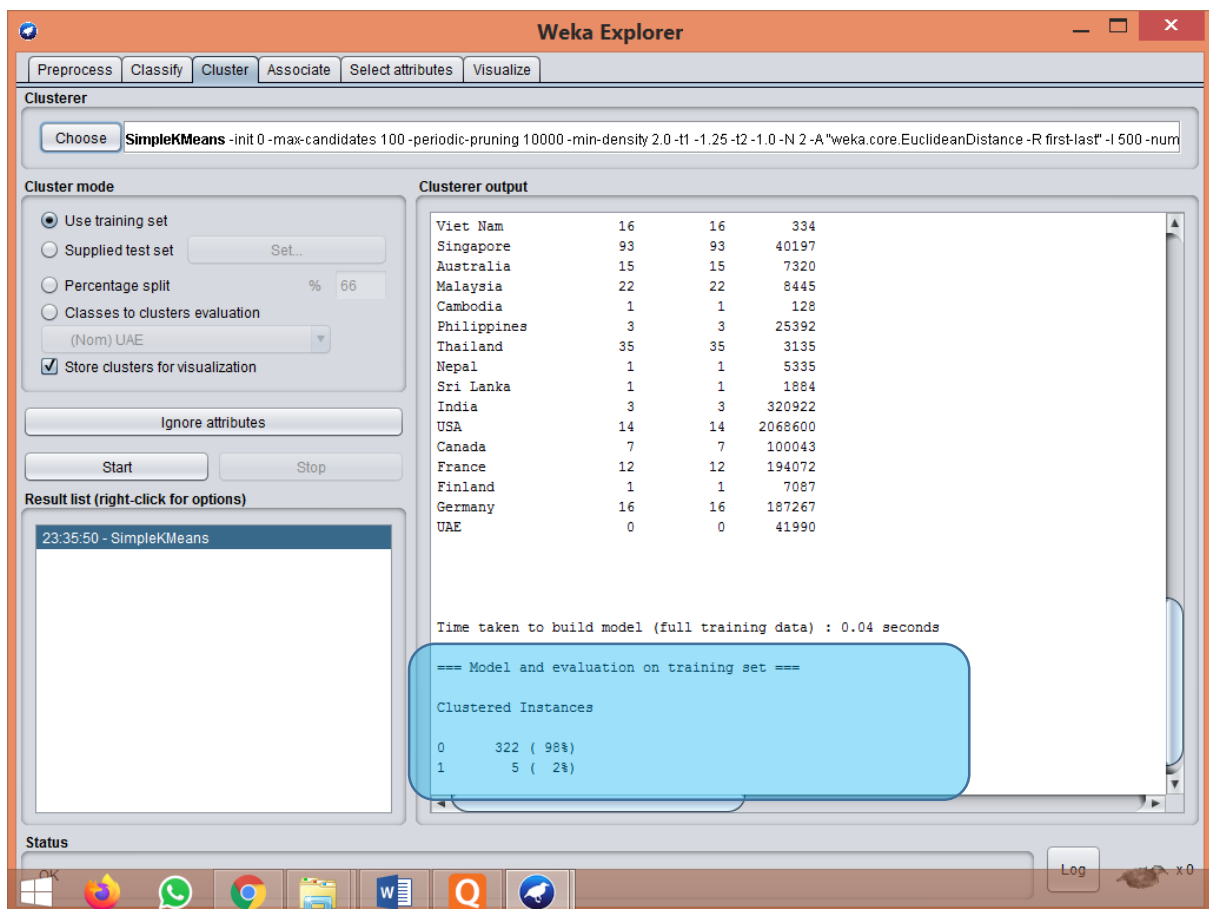 Weka Explorer
Preprocess Classify Cluster Associate Select attributes Visualize
Clusterer
Choose SimpleKMeans -init 0 -max-candidates 100 -periodic-pruning 10000 -min-density 2.0 -t1 -1.25 -t2 -1.0 -N 2 -A "weka.core.EuclideanDistance -R first-last" -I 500 -num
Cluster mode
Use training set
Supplied test set Set...
Percentage split % 66
Classes to clusters evaluation
(Nom) UAE
Store clusters for visualization
Ignore attributes
Start Stop
Result list (right-click for options)
23:35:50 - SimpleKMeans
Clusterer output
Viet Nam 16 16 334
Singapore 93 93 40197
Australia 15 15 7320
Malaysia 22 22 8445
Cambodia 1 1 128
Philippines 3 3 25392
Thailand 35 35 3135
Nepal 1 1 5335
Sri Lanka 1 1 1884
India 3 3 320922
USA 14 14 2068600
Canada 7 7 100043
France 12 12 194072
Finland 1 1 7087
Germany 16 16 187267
UAE 0 0 41990
Time taken to build model (full training data) : 0.04 seconds
=== Model and evaluation on training set ===
Clustered Instances
0 322 ( 98%)
1 5 ( 2%)
Status
OK
Log x 0